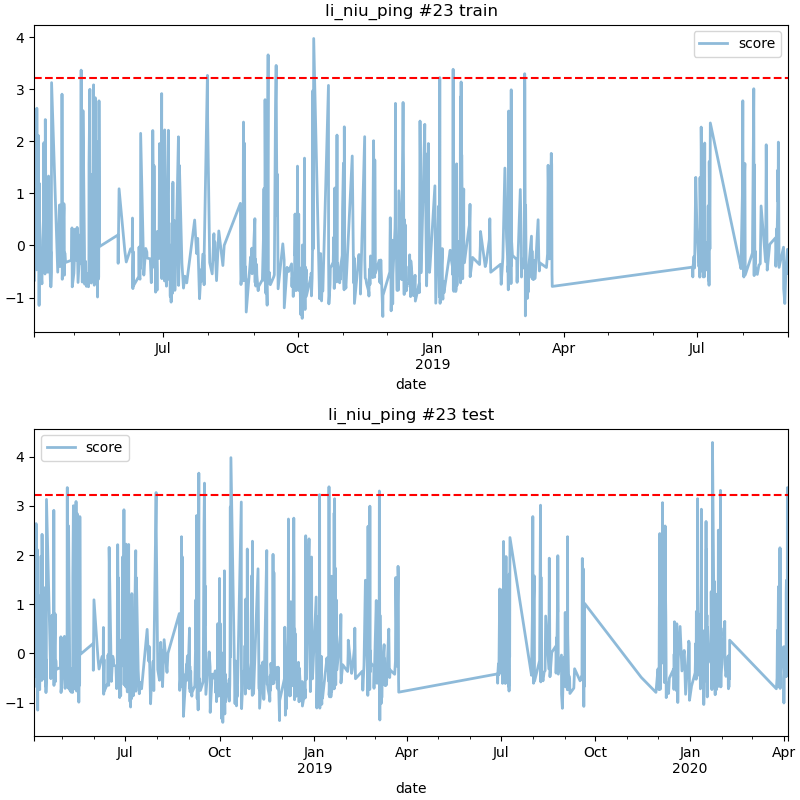 li_niu_ping #23 train
score
4
3
2
1
0
−1
Jul
Oct
Jan
2019
Apr
Jul
date
li_niu_ping #23 test
score
4
3
2
1
0
−1
Jul
Oct
Jan
2019
Apr
Jul
Oct
Jan
2020
Apr
date